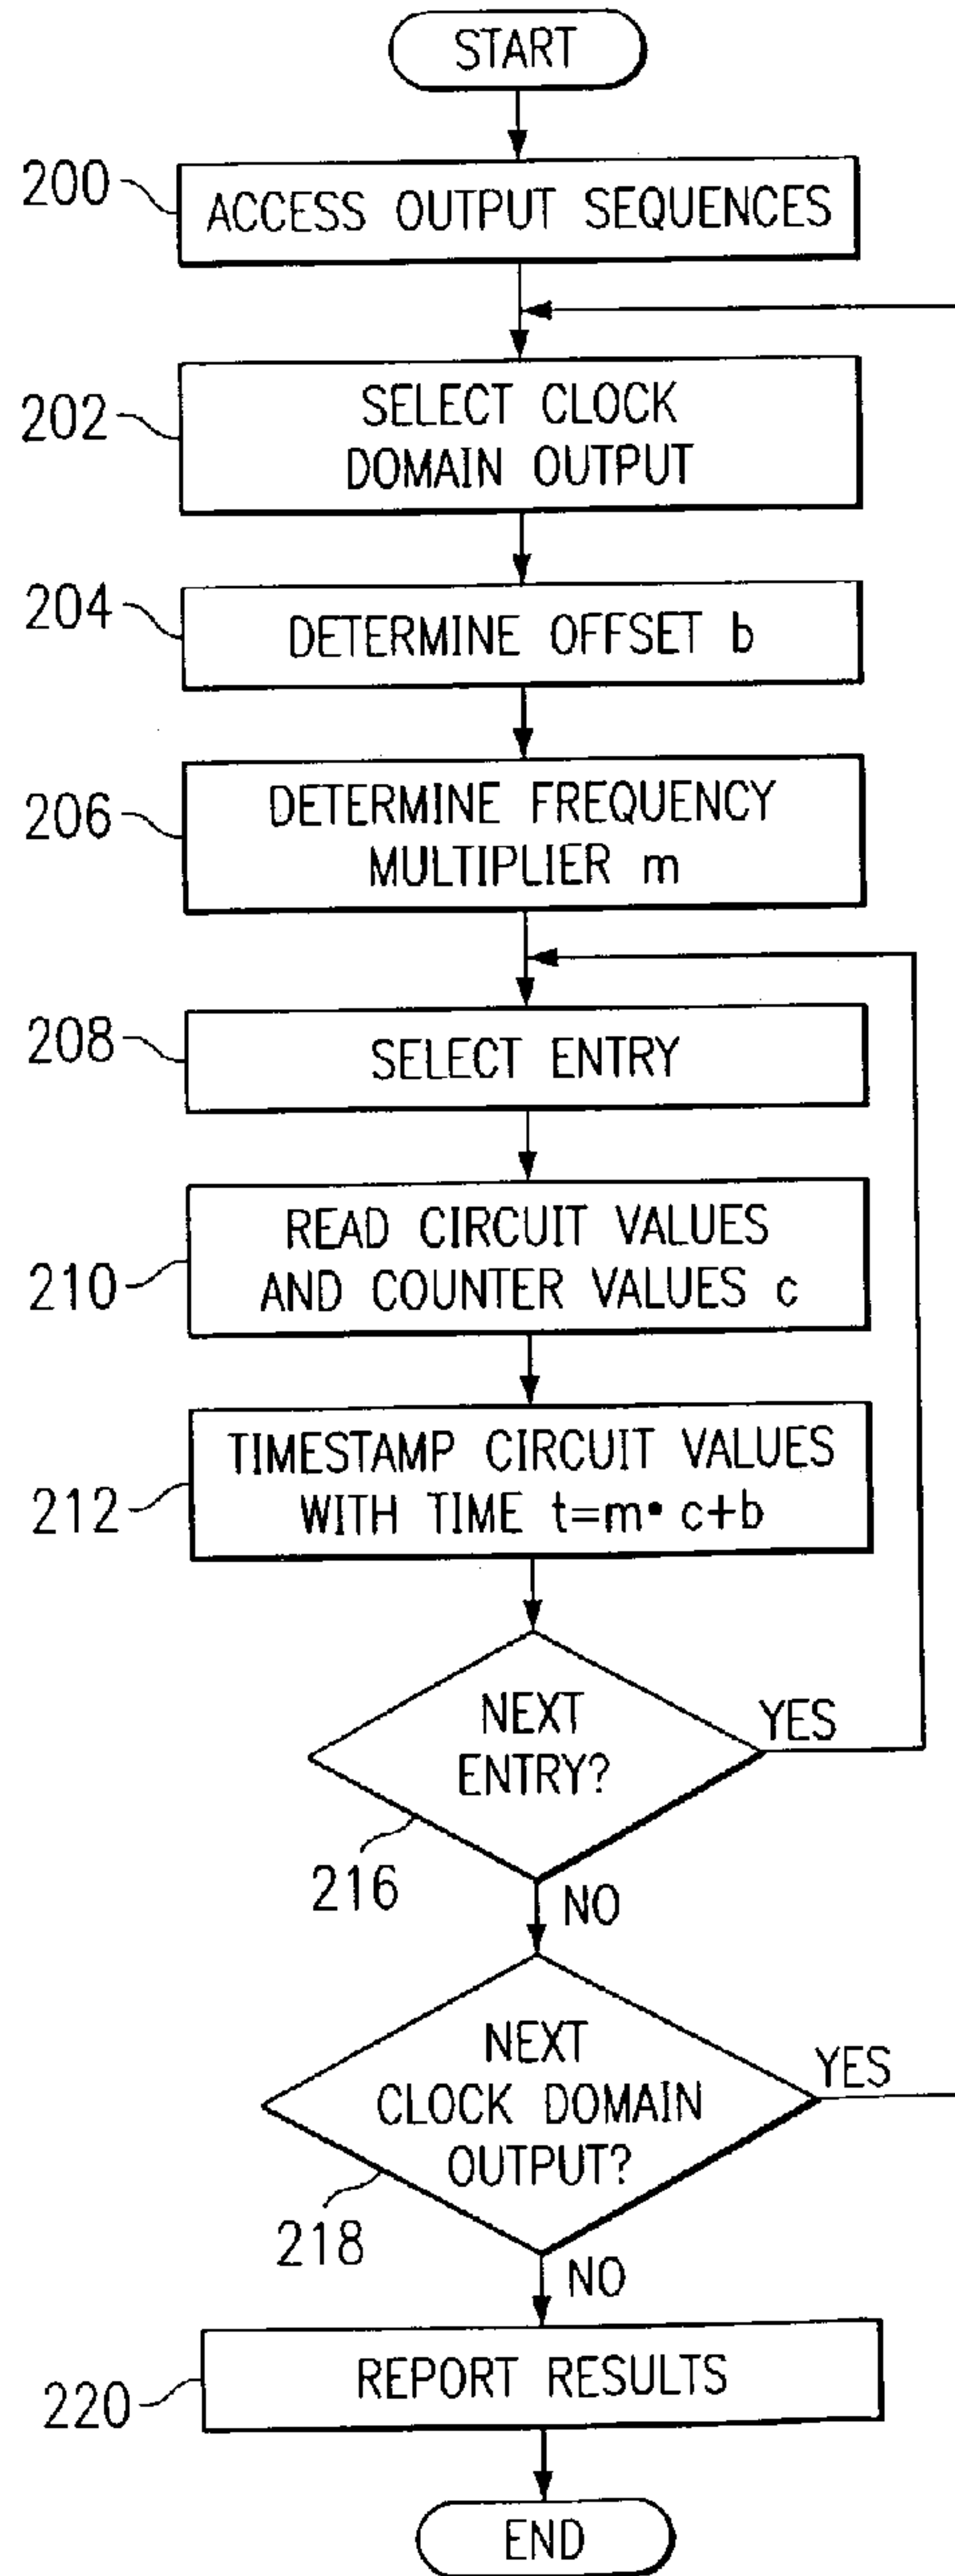 START
200
ACCESS OUTPUT SEQUENCES
202
SELECT CLOCK
DOMAIN OUTPUT
204
DETERMINE OFFSET b
206
DETERMINE FREQUENCY
MULTIPLIER m
208
SELECT ENTRY
210
READ CIRCUIT VALUES
AND COUNTER VALUES c
212
TIMESTAMP CIRCUIT VALUES
WITH TIME t=m• c+b
NEXT
ENTRY?
YES
216
NO
NEXT
CLOCK DOMAIN
OUTPUT?
YES
218
NO
220
REPORT RESULTS
END